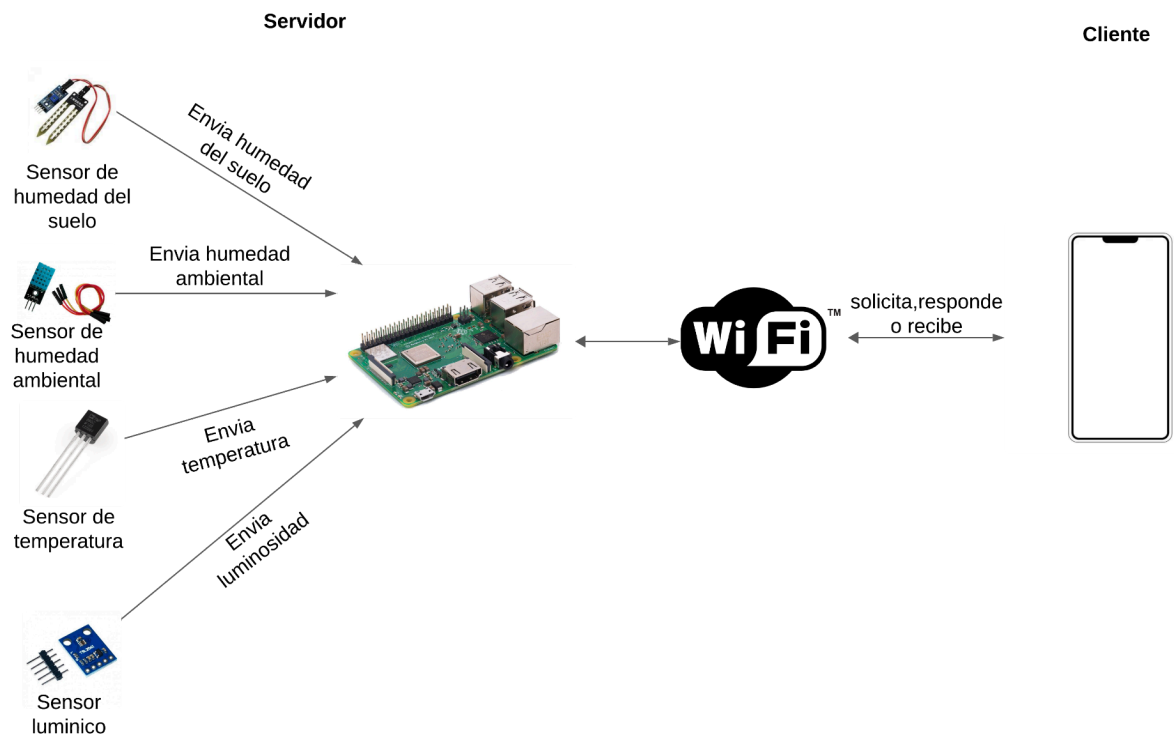 Servidor
Cliente
Envia humedad
del suelo
Sensor de
humedad del
suelo
Envia humedad
ambiental
Sensor de
humedad
ambiental
solicita,responde
o recibe
Wi Fi
TM
Envia
temperatura
Sensor de
temperatura
Envia
luminosidad
Sensor
luminico